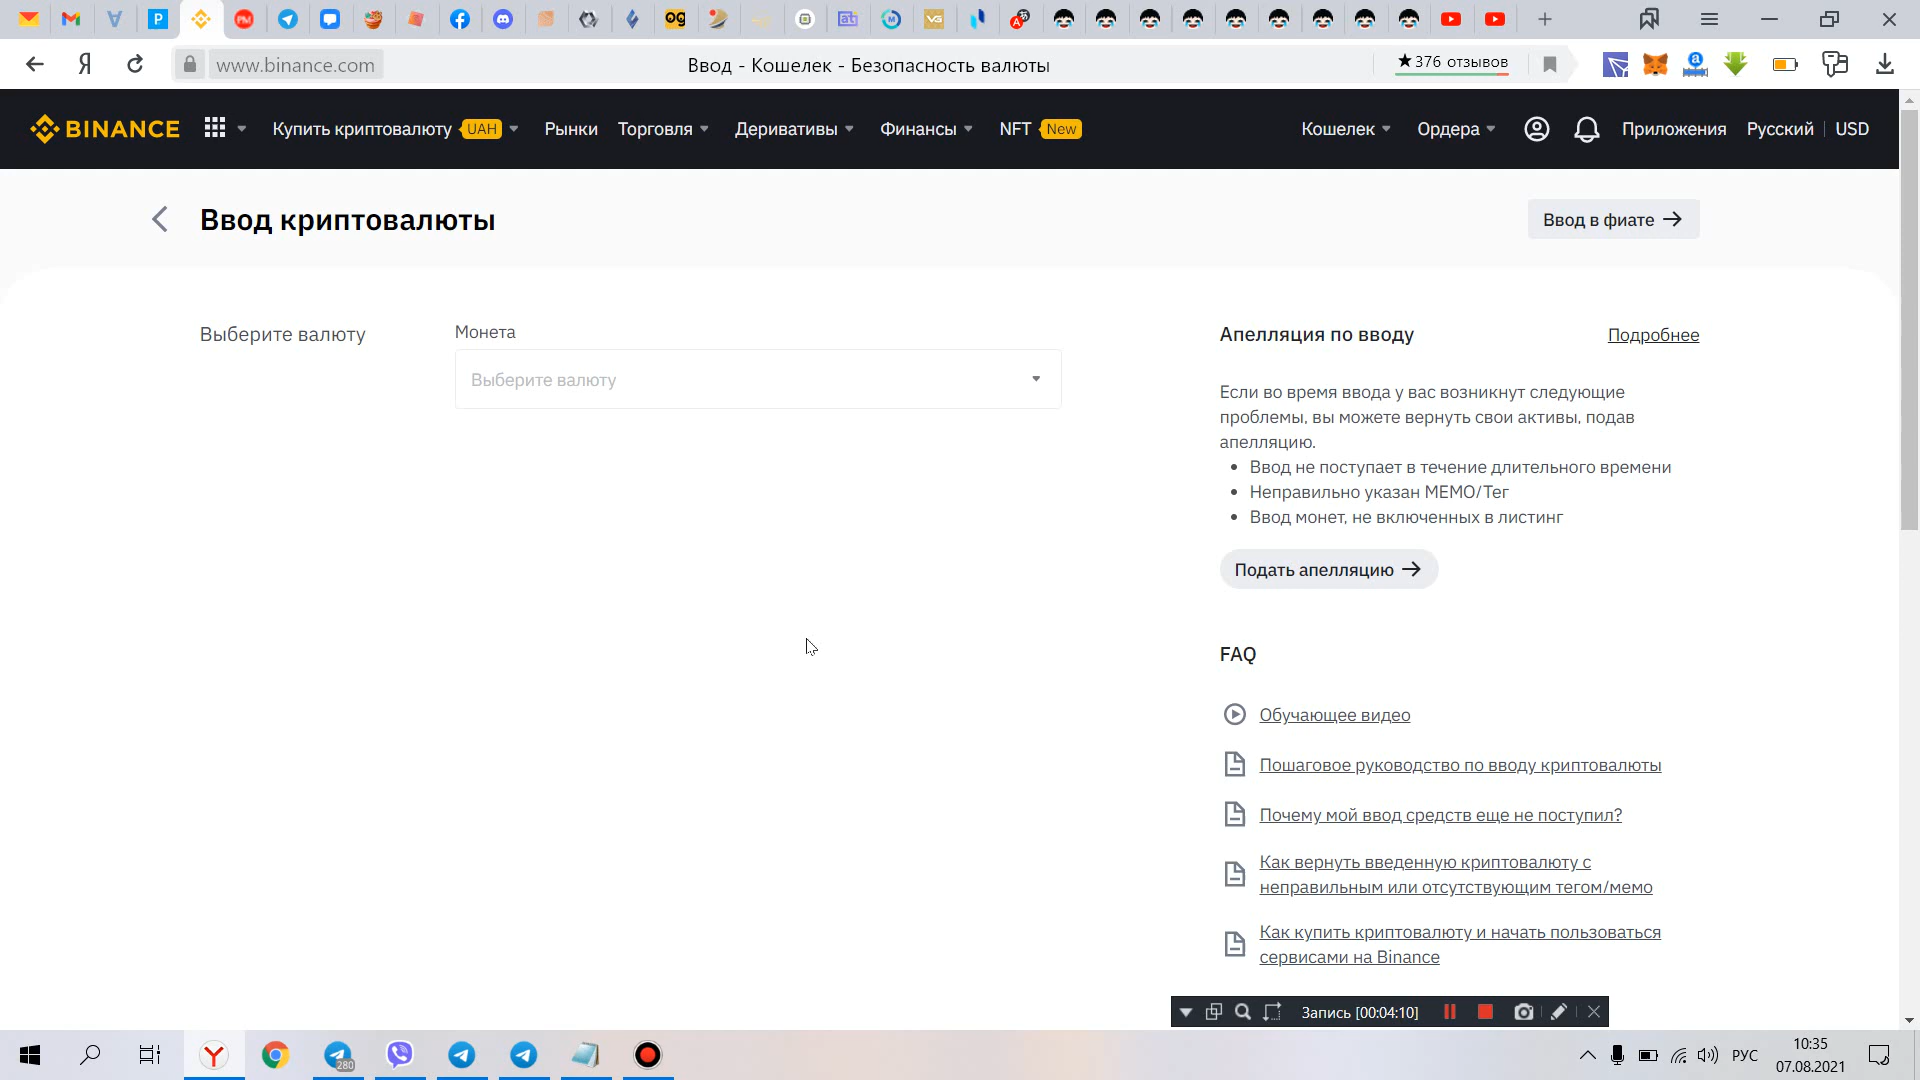 www.binance.com
Ввод - Кошелек - Безопасность валюты
★376 отзывов
BINANCE
Купить криптовалюту UAH
Рынки
Торговля
Деривативы
Финансы
NFT New
Кошелек
Ордера
Приложения
Русский
USD
Ввод криптовалюты
Ввод в фиате →
Выберите валюту
Монета
Выберите валюту
Апелляция по вводу
Подробнее
Если во время ввода у вас возникнут следующие
проблемы, вы можете вернуть свои активы, подав
апелляцию.
• Ввод не поступает в течение длительного времени
• Неправильно указан МЕМО/Тег
• Ввод монет, не включенных в листинг
Подать апелляцию →
FAQ
Обучающее видео
Пошаговое руководство по вводу криптовалюты
Почему мой ввод средств еще не поступил?
Как вернуть введенную криптовалюту с
неправильным или отсутствующим тегом/мемо
Как купить криптовалюту и начать пользоваться
сервисами на Binance
Запись [00:04:10]
280
РУС
10:35
07.08.2021